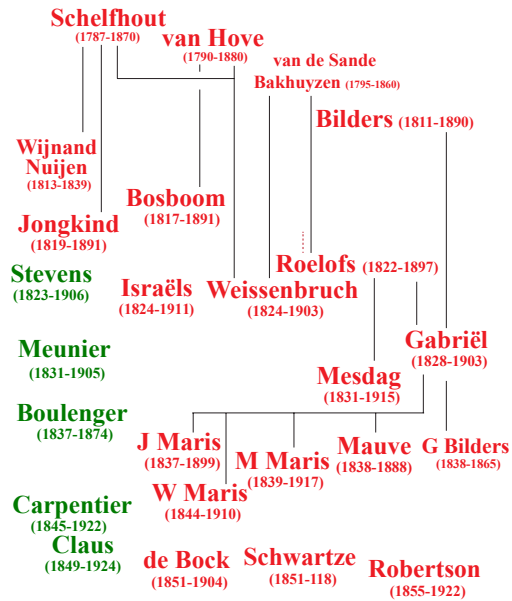 Schelfhout
(1787-1870)
van Hove
(1790-1880)
van de Sande
Bakhuyzen (1795-1860)
Bilders (1811-1890)
Wijnand
Nuijen
(1813-1839)
Bosboom
(1817-1891)
Jongkind
(1819-1891)
Stevens
(1823-1906)
Israëls
(1824-1911)
Roelofs (1822-1897)
Weissenbruch
(1824-1903)
Meunier
(1831-1905)
Gabriël
(1828-1903)
Mesdag
(1831-1915)
Boulenger
(1837-1874)
J Maris
(1837-1899)
M Maris
(1839-1917)
Mauve
(1838-1888)
G Bilders
(1838-1865)
W Maris
(1844-1910)
Carpentier
(1845-1922)
Claus
(1849-1924)
de Bock
(1851-1904)
Schwartze
(1851-118)
Robertson
(1855-1922)